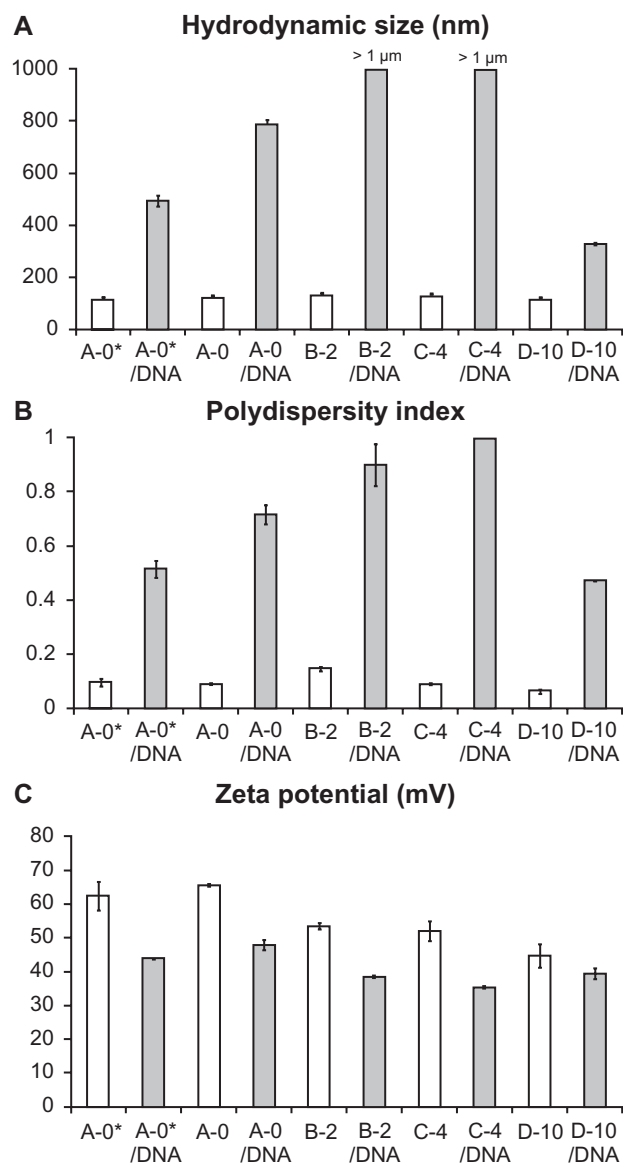 A Hydrodynamic size (nm)
> 1 µm > 1 µm
1000
800
600
400
200
0
A-0* A-0* A-0 A-0 B-2 B-2 C-4 C-4 D-10 D-10
/DNA /DNA /DNA /DNA /DNA
B Polydispersity index
1
0.8
0.6
0.4
0.2
0
A-0* A-0* A-0 A-0 B-2 B-2 C-4 C-4 D-10 D-10
/DNA /DNA /DNA /DNA /DNA
C Zeta potential (mV)
80
70
60
50
40
30
20
10
0
A-0* A-0* A-0 A-0 B-2 B-2 C-4 C-4 D-10 D-10
/DNA /DNA /DNA /DNA /DNA